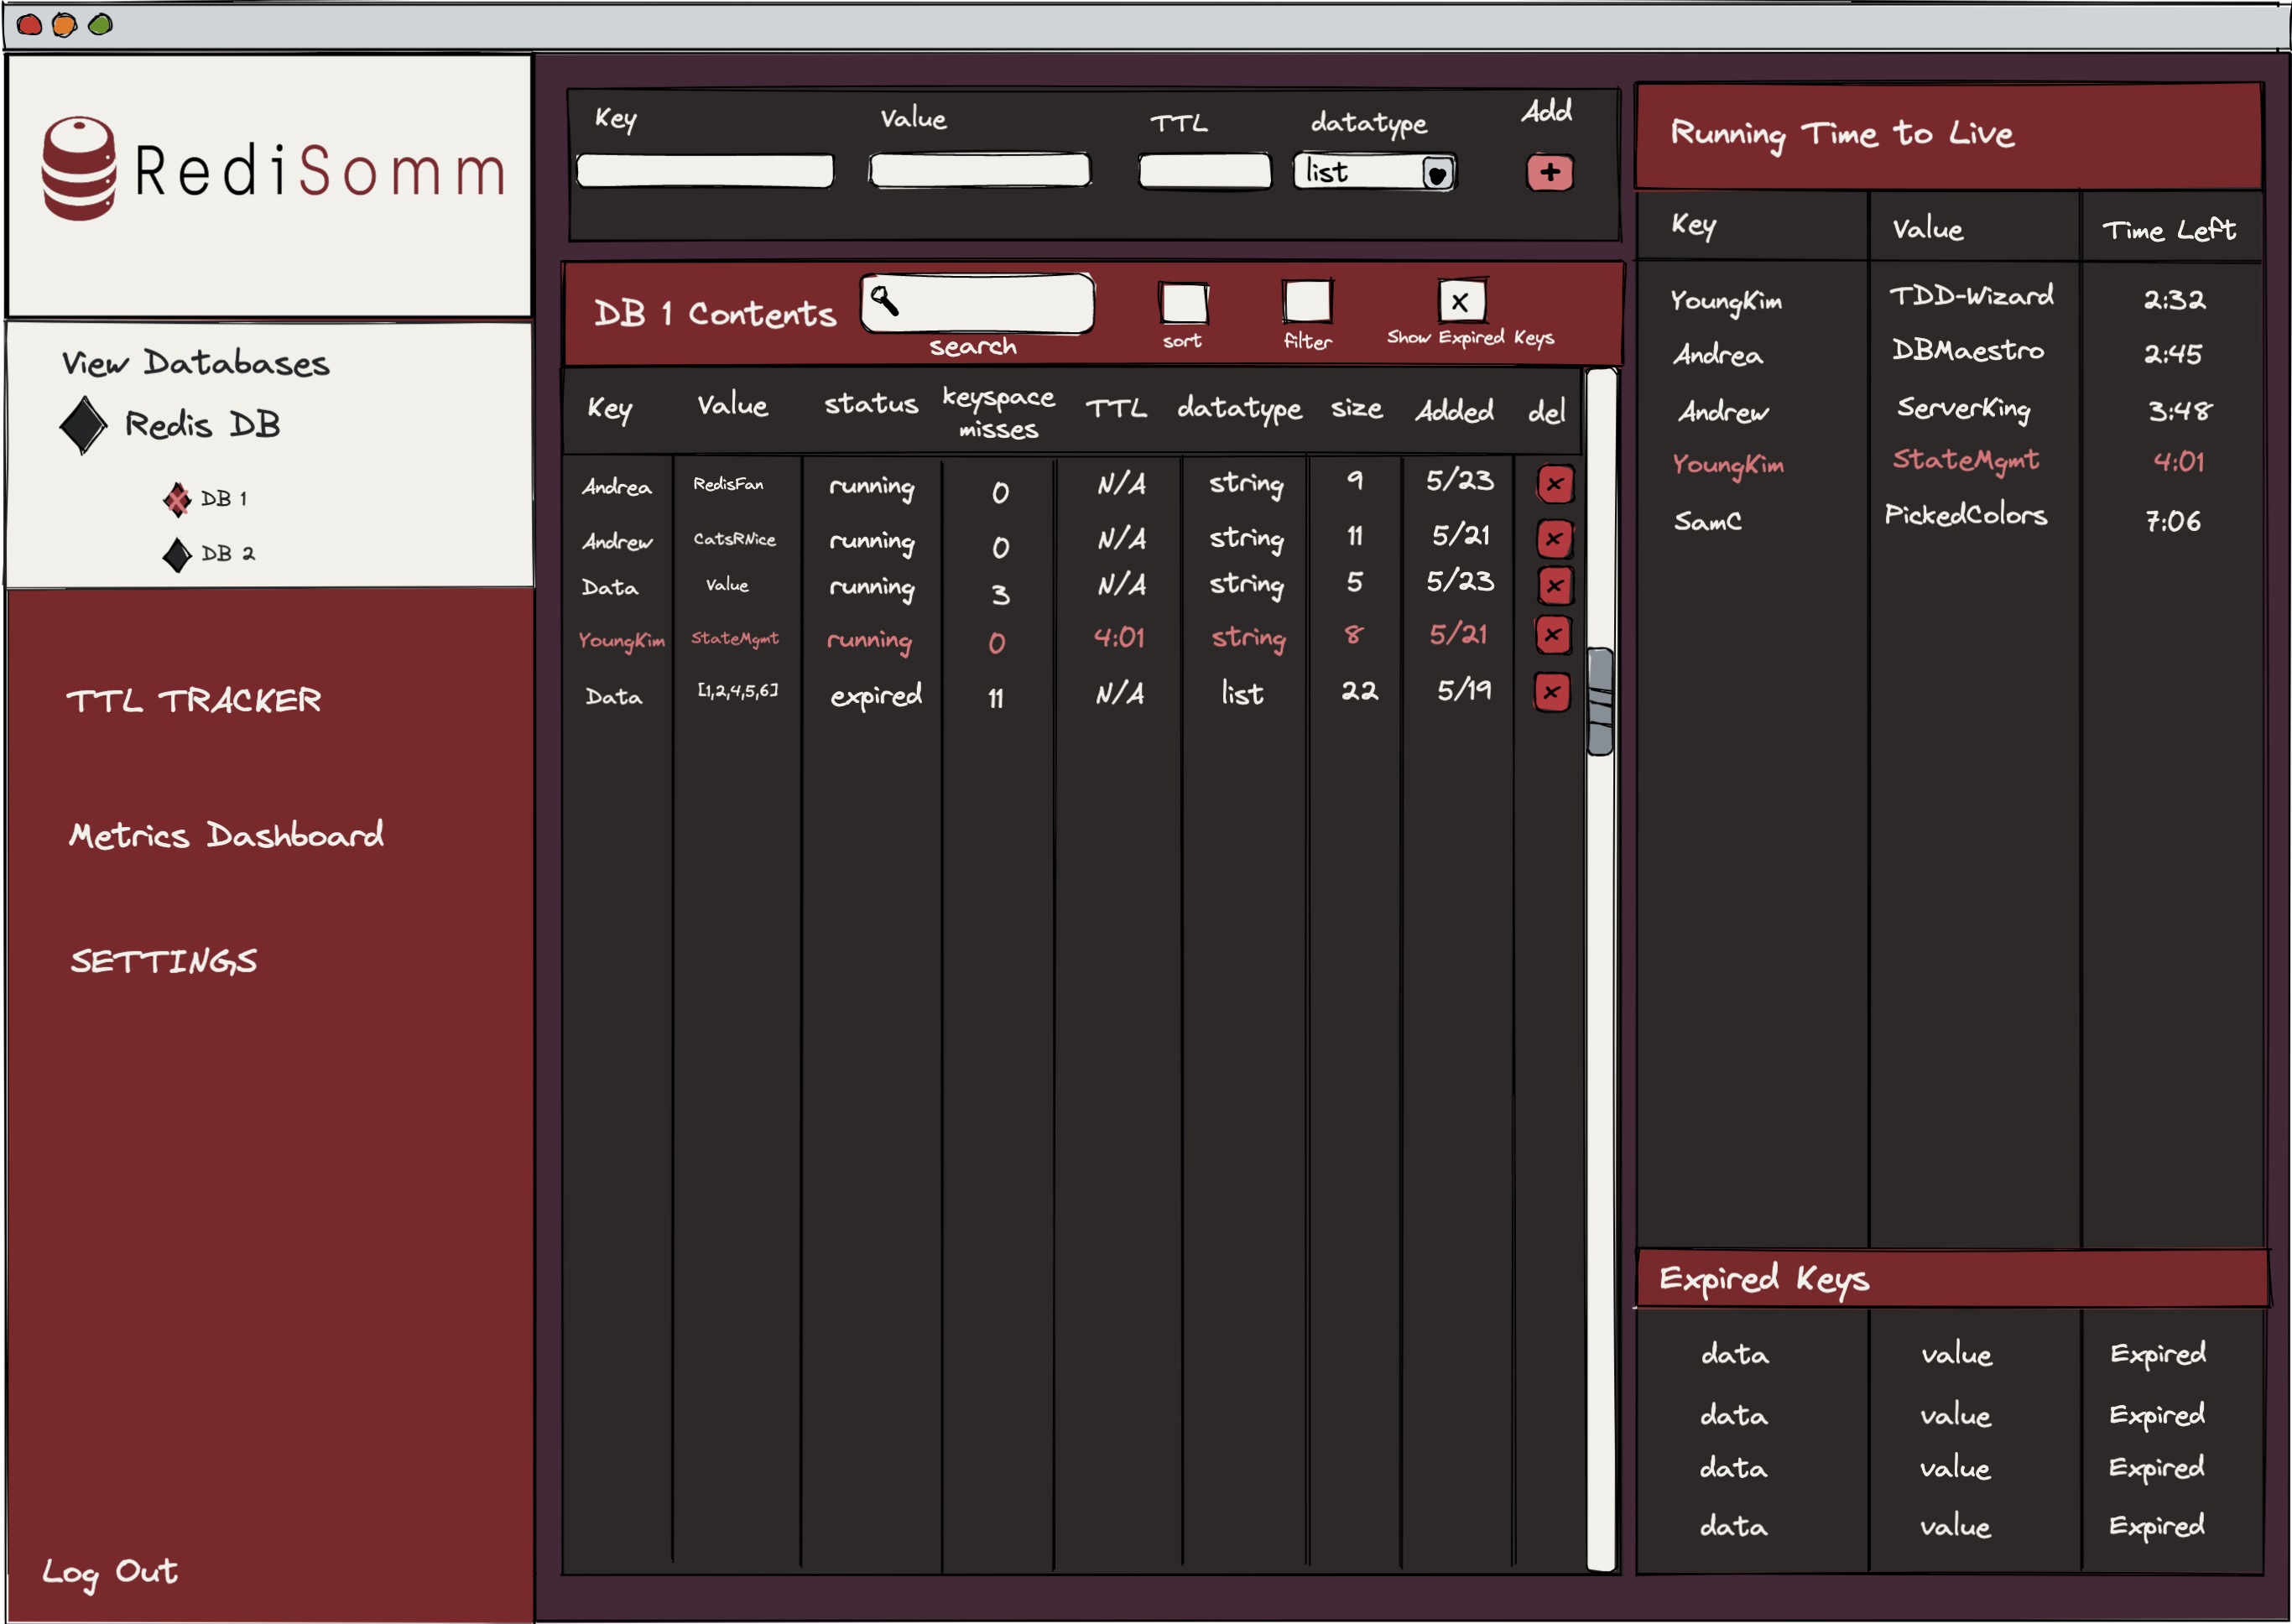 RediSomm
View Databases
Redis DB
DB 1
DB 2
TTL TRACKER
Metrics Dashboard
SETTINGS
Log Out
Key Value TTL datatype Add
list +
DB 1 Contents
search sort filter x Show Expired Keys
Key Value status keyspace misses TTL datatype size Added del
Andrea RedisFan running 0 N/A string 9 5/23 x
Andrew CatsRNice running 0 N/A string 11 5/21 x
Data Value running 3 N/A string 5 5/23 x
YoungKim StateMgmt running 0 4:01 string 8 5/21 x
Data [1,2,4,5,6] expired 11 N/A list 22 5/19 x
Running Time to Live
Key Value Time Left
YoungKim TDD-Wizard 2:32
Andrea DBMaestro 2:45
Andrew ServerKing 3:48
YoungKim StateMgmt 4:01
SamC PickedColors 7:06
Expired Keys
data value Expired
data value Expired
data value Expired
data value Expired